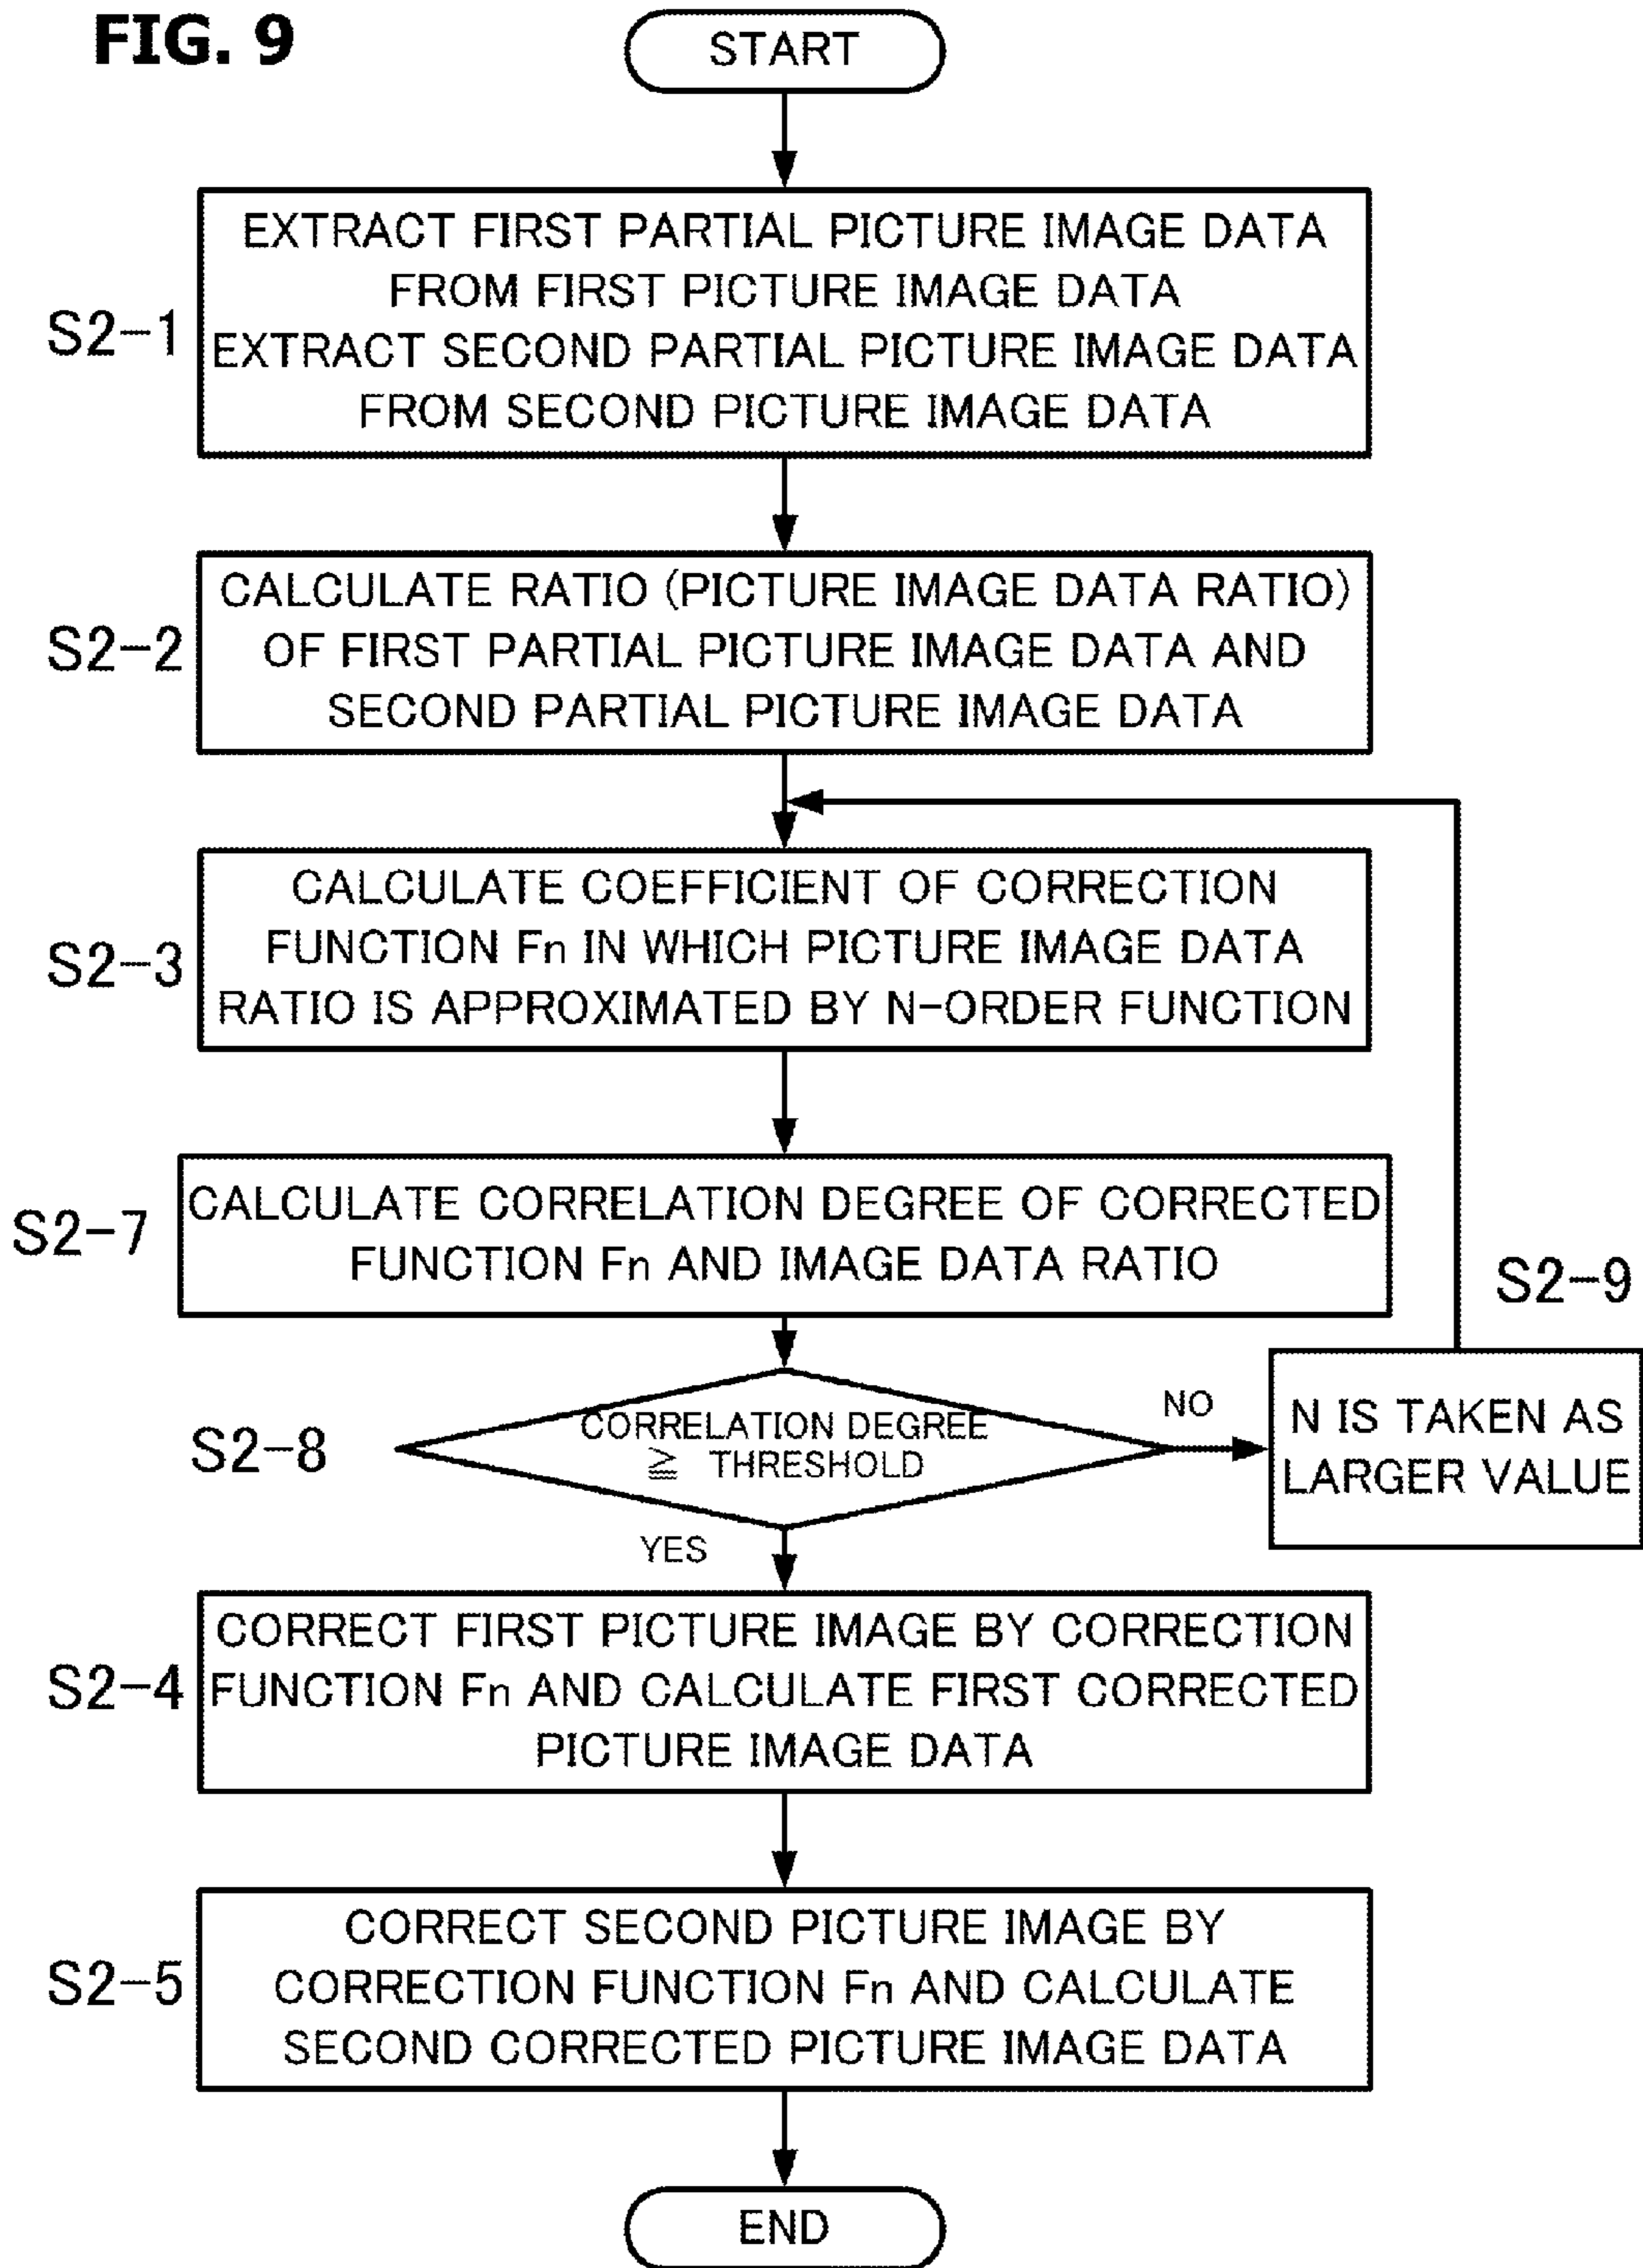 FIG. 9
START
S2-1
EXTRACT FIRST PARTIAL PICTURE IMAGE DATA
FROM FIRST PICTURE IMAGE DATA
EXTRACT SECOND PARTIAL PICTURE IMAGE DATA
FROM SECOND PICTURE IMAGE DATA
S2-2
CALCULATE RATIO (PICTURE IMAGE DATA RATIO)
OF FIRST PARTIAL PICTURE IMAGE DATA AND
SECOND PARTIAL PICTURE IMAGE DATA
S2-3
CALCULATE COEFFICIENT OF CORRECTION
FUNCTION Fn IN WHICH PICTURE IMAGE DATA
RATIO IS APPROXIMATED BY N-ORDER FUNCTION
S2-7
CALCULATE CORRELATION DEGREE OF CORRECTED
FUNCTION Fn AND IMAGE DATA RATIO
S2-8
CORRELATION DEGREE
≧ THRESHOLD
NO
S2-9
N IS TAKEN AS
LARGER VALUE
YES
S2-4
CORRECT FIRST PICTURE IMAGE BY CORRECTION
FUNCTION Fn AND CALCULATE FIRST CORRECTED
PICTURE IMAGE DATA
S2-5
CORRECT SECOND PICTURE IMAGE BY
CORRECTION FUNCTION Fn AND CALCULATE
SECOND CORRECTED PICTURE IMAGE DATA
END